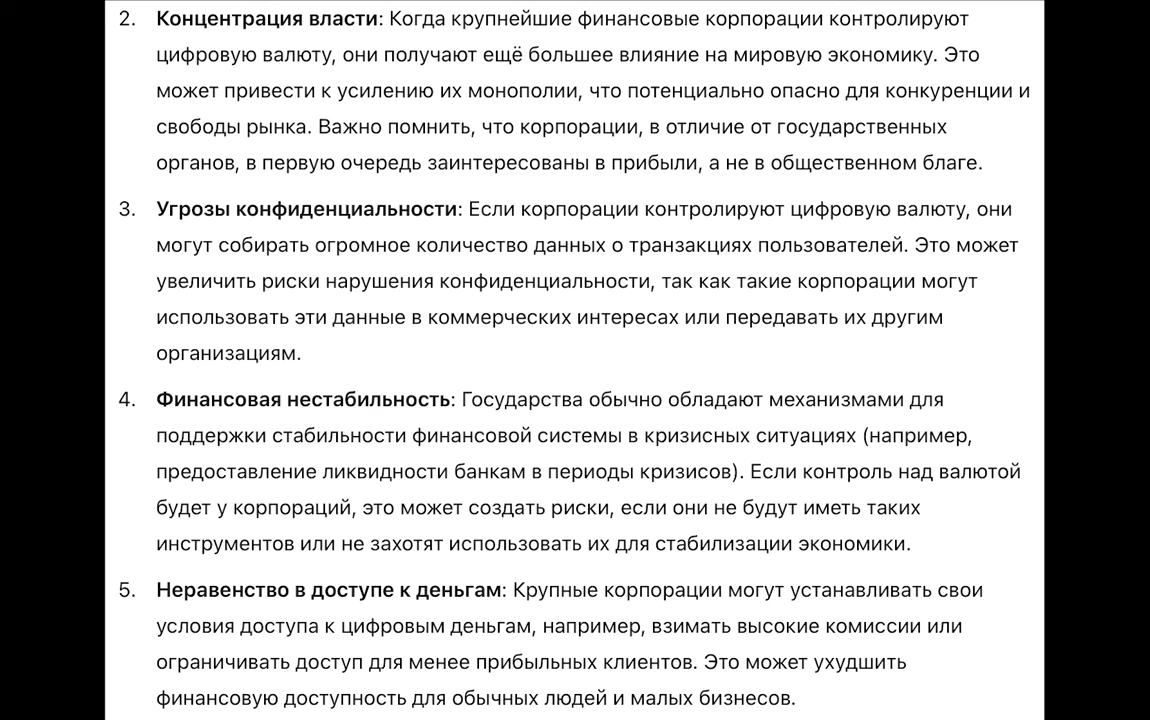 2. Концентрация власти: Когда крупнейшие финансовые корпорации контролируют
цифровую валюту, они получают ещё большее влияние на мировую экономику. Это
может привести к усилению их монополии, что потенциально опасно для конкуренции и
свободы рынка. Важно помнить, что корпорации, в отличие от государственных
органов, в первую очередь заинтересованы в прибыли, а не в общественном благе.
3. Угрозы конфиденциальности: Если корпорации контролируют цифровую валюту, они
могут собирать огромное количество данных о транзакциях пользователей. Это может
увеличить риски нарушения конфиденциальности, так как такие корпорации могут
использовать эти данные в коммерческих интересах или передавать их другим
организациям.
4. Финансовая нестабильность: Государства обычно обладают механизмами для
поддержки стабильности финансовой системы в кризисных ситуациях (например,
предоставление ликвидности банкам в периоды кризисов). Если контроль над валютой
будет у корпораций, это может создать риски, если они не будут иметь таких
инструментов или не захотят использовать их для стабилизации экономики.
5. Неравенство в доступе к деньгам: Крупные корпорации могут устанавливать свои
условия доступа к цифровым деньгам, например, взимать высокие комиссии или
ограничивать доступ для менее прибыльных клиентов. Это может ухудшить
финансовую доступность для обычных людей и малых бизнесов.